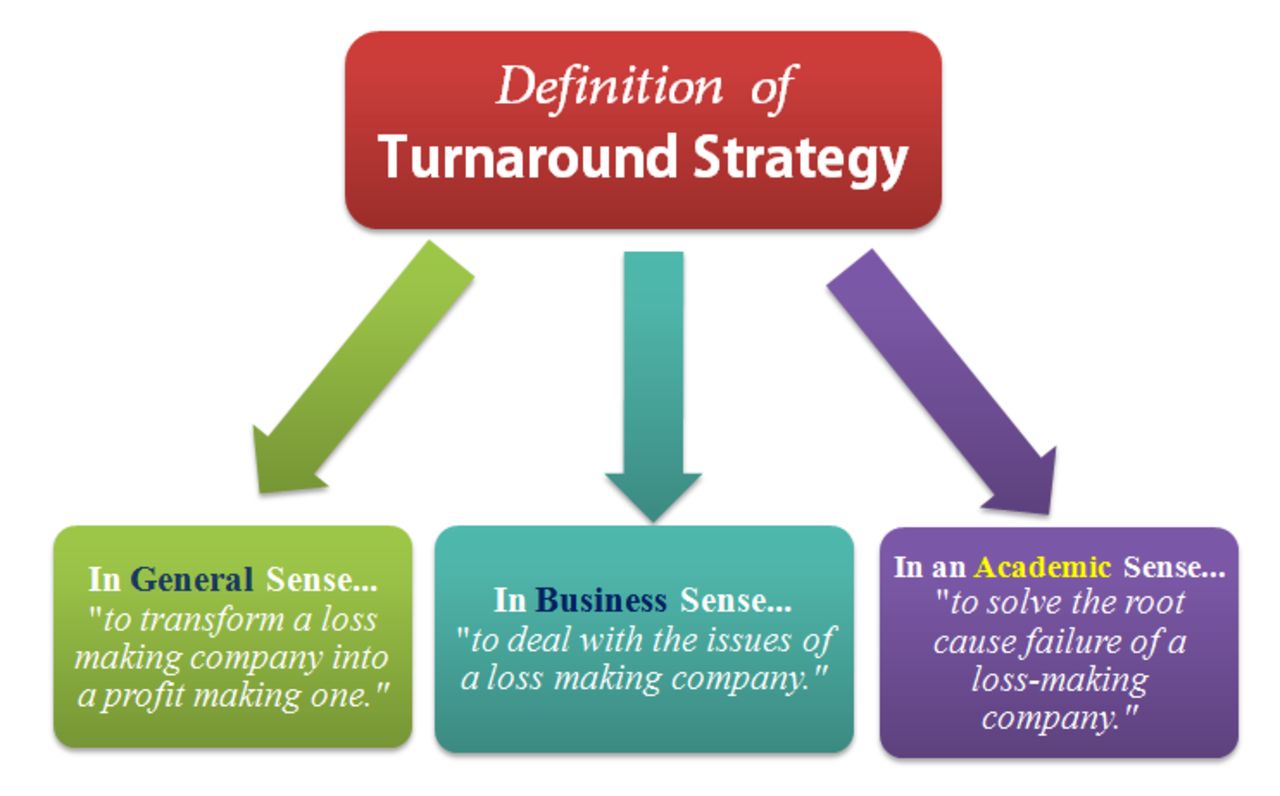 Definition of
Turnaround Strategy
In General Sense...
"to transform a loss
making company into
a profit making one."
In Business Sense...
"to deal with the issues of
a loss making company."
In an Academic Sense...
"to solve the root
cause failure of a
loss-making
company."